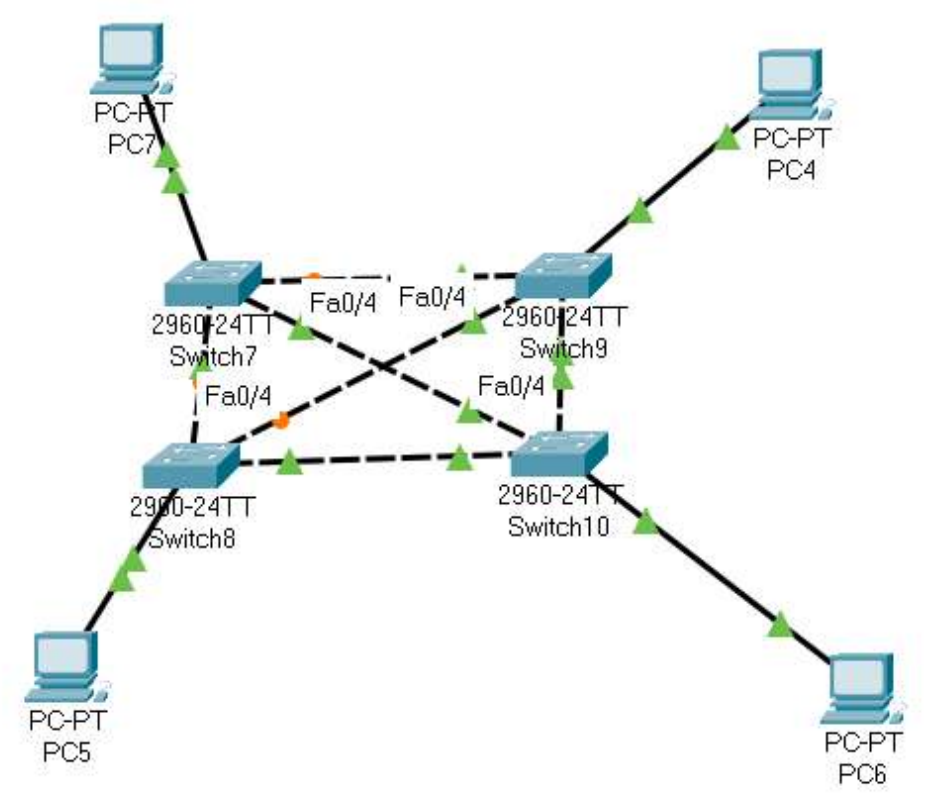 PC-PT
PC7
PC-PT
PC4
Fa0/4
Fa0/4
2960-24TT
Switch7
2960-24TT
Switch9
Fa0/4
Fa0/4
2960-24TT
Switch8
2960-24TT
Switch10
PC-PT
PC5
PC-PT
PC6